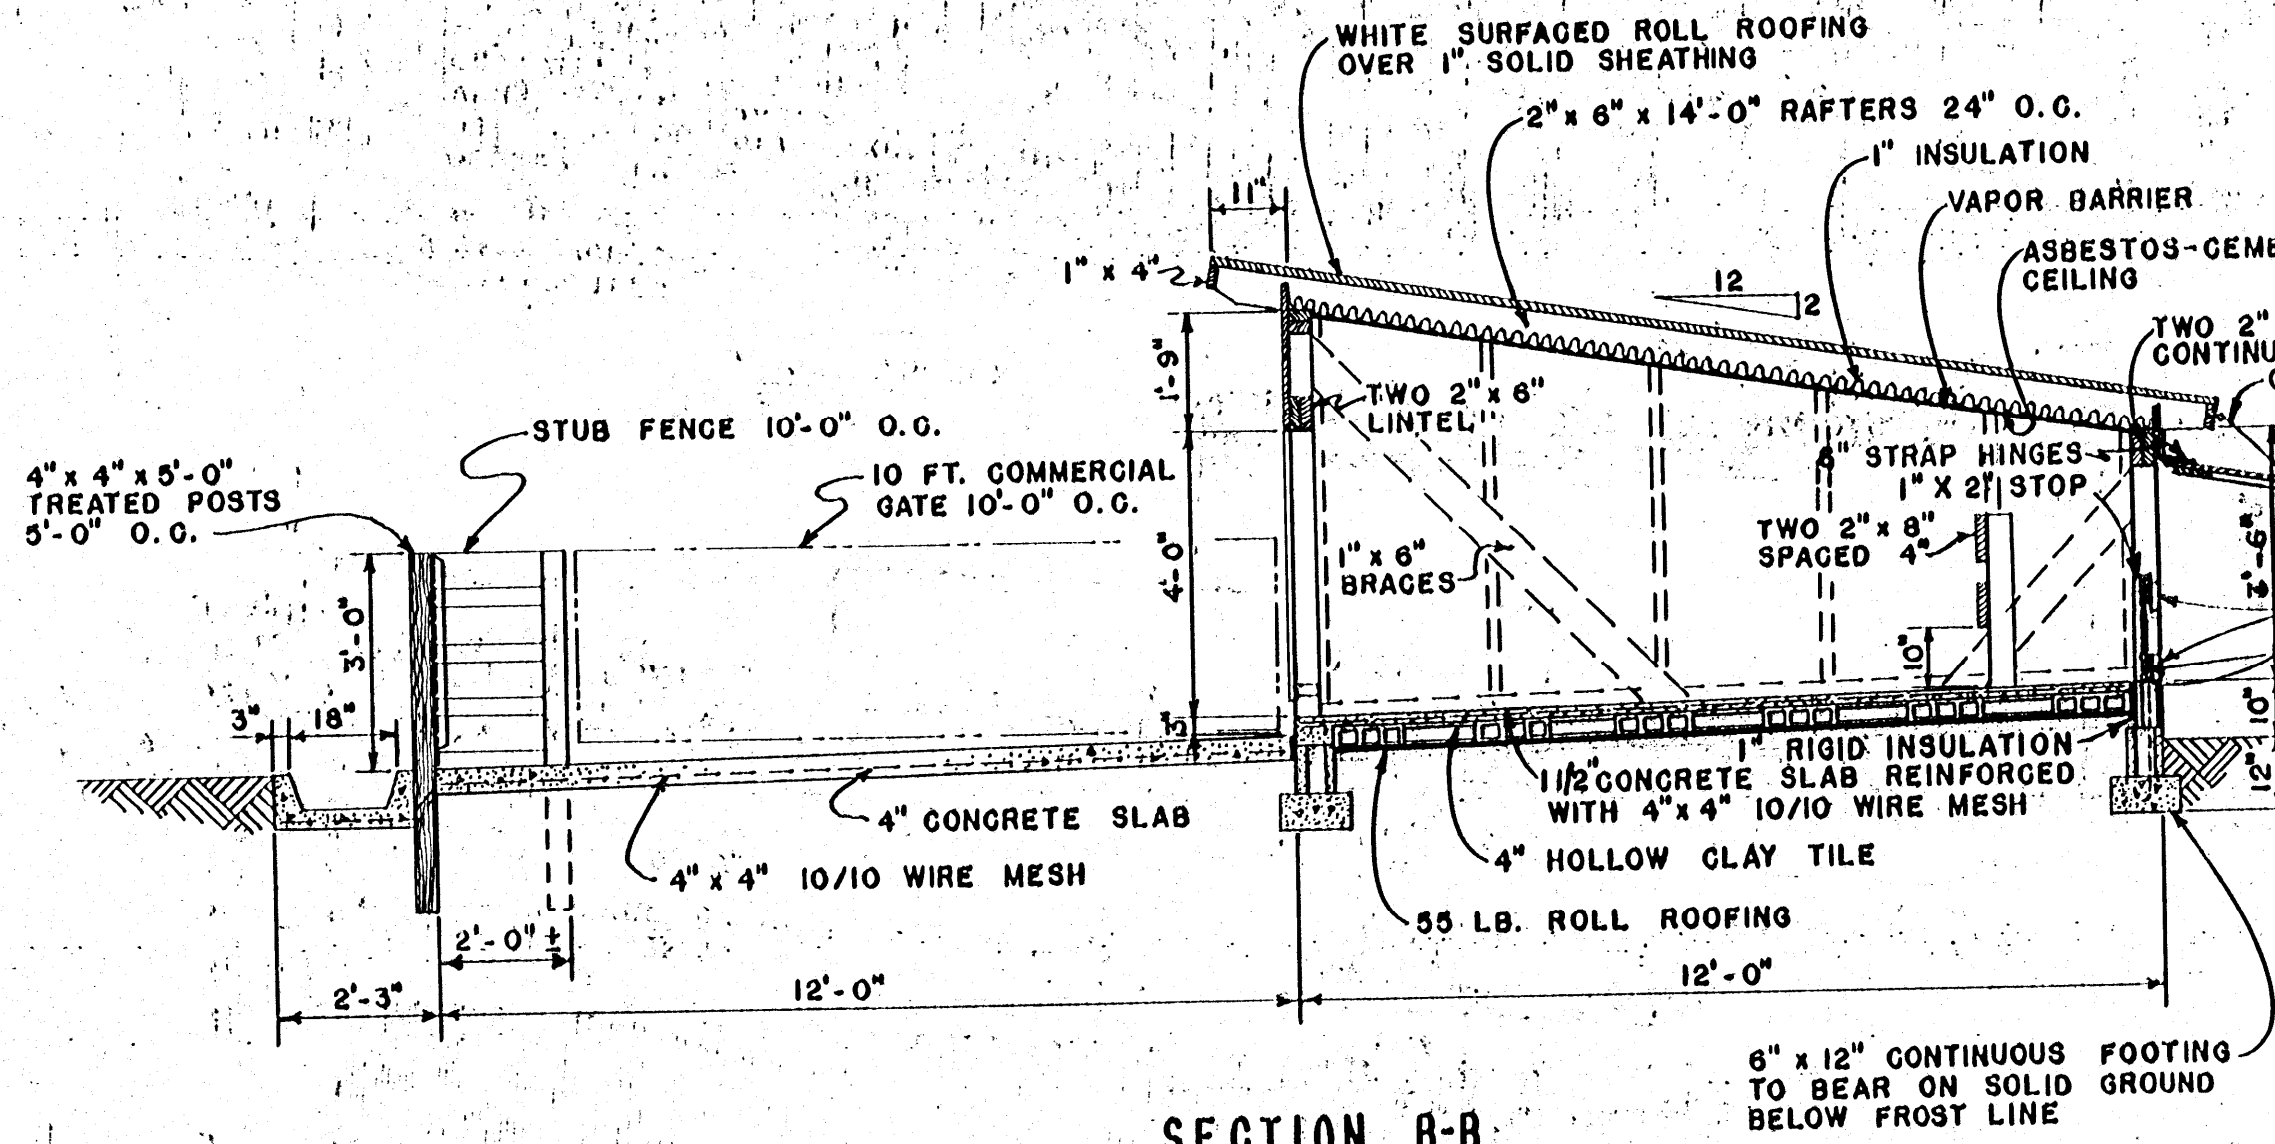 WHITE SURFACED ROLL ROOFING
OVER 1" SOLID SHEATHING
2" x 6" x 14'-0" RAFTERS 24" O.C.
1" INSULATION
VAPOR BARRIER
ASBESTOS-CEME
CEILING
11"
1" x 4"
12
2
TWO 2"
CONTINU
1'-9"
TWO 2" x 6"
LINTEL
STUB FENCE 10'-0" O.C.
4" x 4" x 5'-0"
TREATED POSTS
5'-0" O.C.
10 FT. COMMERCIAL
GATE 10'-0" O.C.
STRAP HINGES
1" X 2" STOP
TWO 2" x 8"
SPACED 4"
1" x 6"
BRACES
4'-0"
3'-0"
10"
3"
18"
3"
10"
12"
1" RIGID INSULATION
1 1/2" CONCRETE SLAB REINFORCED
WITH 4" x 4" 10/10 WIRE MESH
4" CONCRETE SLAB
4" HOLLOW CLAY TILE
4" x 4" 10/10 WIRE MESH
55 LB. ROLL ROOFING
2'-0" ±
2'-3"
12'-0"
12'-0"
6" x 12" CONTINUOUS FOOTING
TO BEAR ON SOLID GROUND
BELOW FROST LINE
SECTION B-B